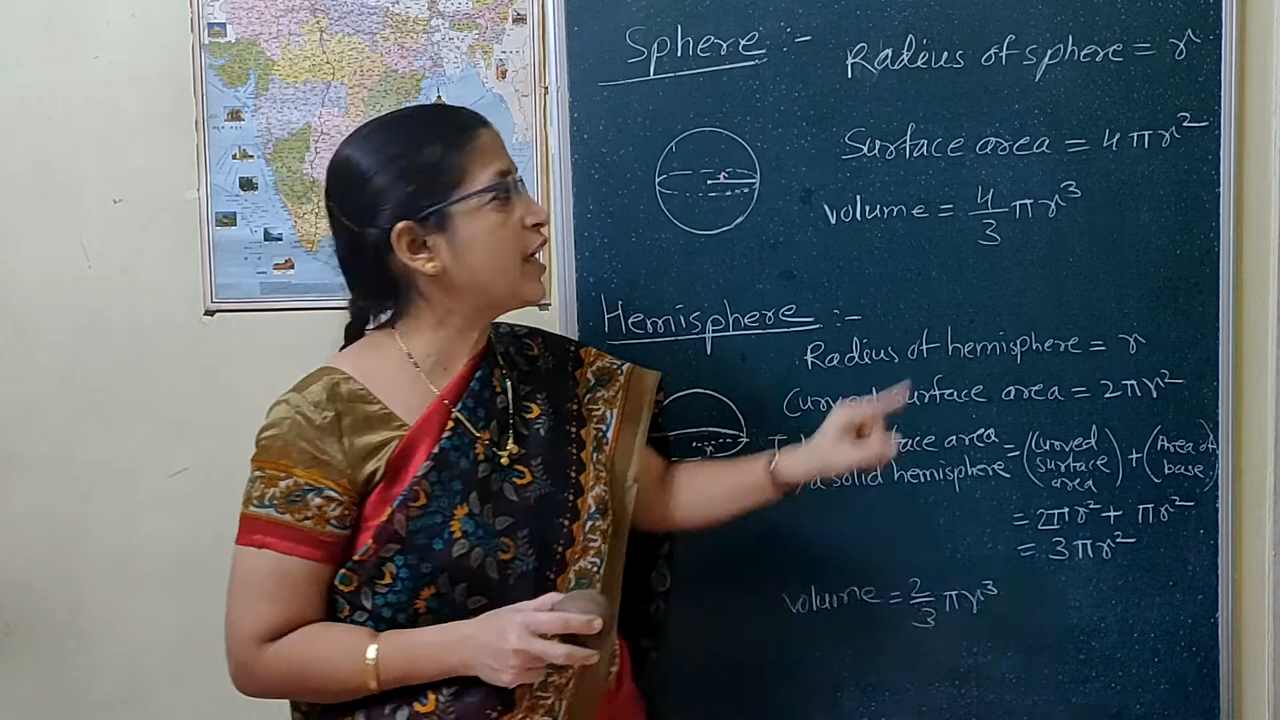 Sphere :-
Radius of sphere = r
r
Surface area = 4πr²
Volume = 4/3 πr³
Hemisphere :-
Radius of hemisphere = r
Curved surface area = 2πr²
r
area = (Curved surface area) + (Area of base)
a solid hemisphere
= 2πr² + πr²
= 3πr²
Volume = 2/3 πr³